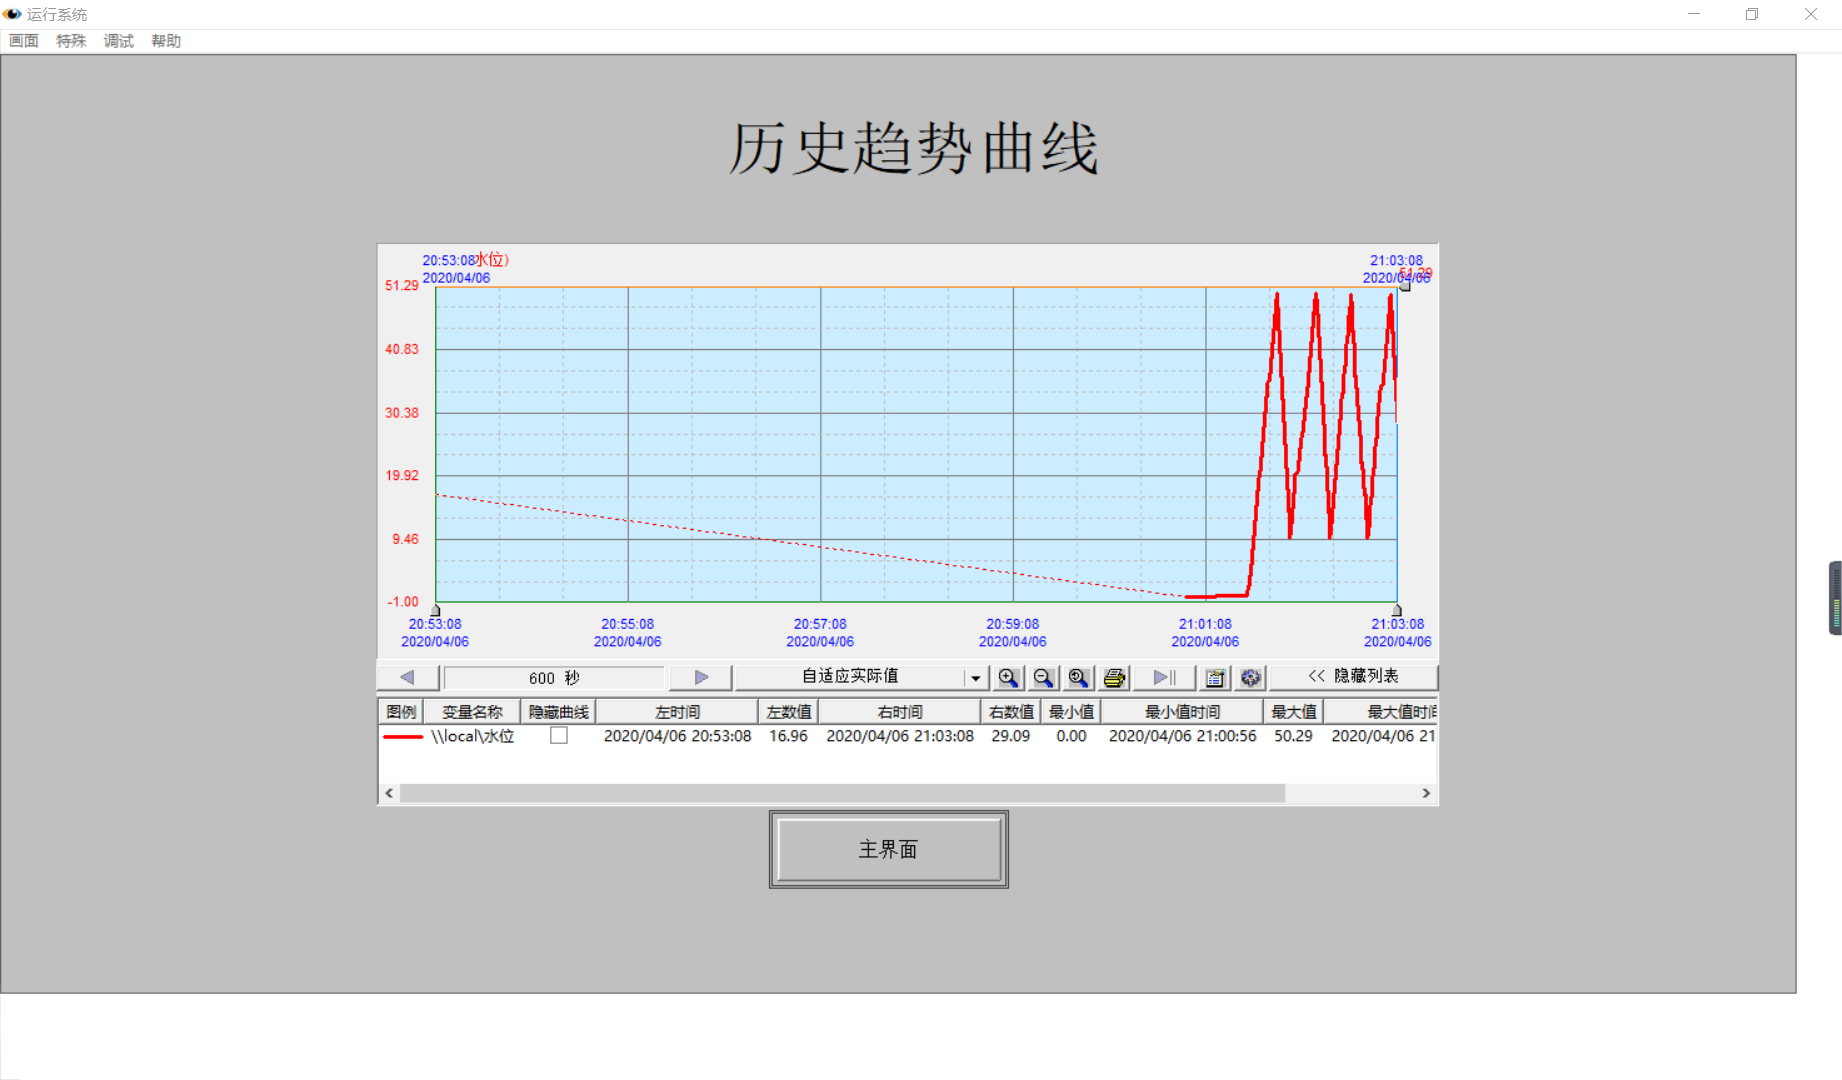 运行系统
画面 特殊 调试 帮助
历史趋势曲线
20:53:08 水位) 21:03:08
2020/04/06 2020/04/06
51.29 51.29
40.83
30.38
19.92
9.46
-1.00
20:53:08 20:55:08 20:57:08 20:59:08 21:01:08 21:03:08
2020/04/06 2020/04/06 2020/04/06 2020/04/06 2020/04/06 2020/04/06
600 秒 自适应实际值 << 隐藏列表
图例 变量名称 隐藏曲线 左时间 左数值 右时间 右数值 最小值 最小值时间 最大值 最大值时间
\\local\水位 2020/04/06 20:53:08 16.96 2020/04/06 21:03:08 29.09 0.00 2020/04/06 21:00:56 50.29 2020/04/06 21
主界面